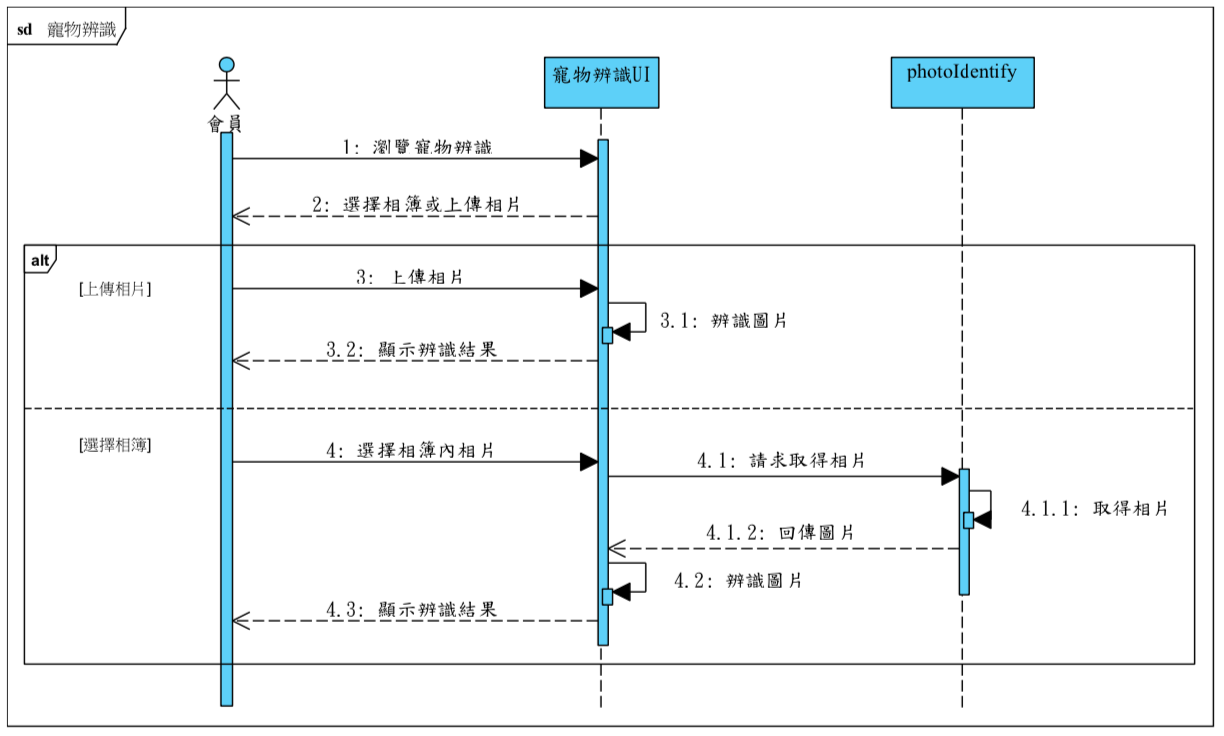 sd 寵物辨識
會員
寵物辨識UI
photoIdentify
1: 瀏覽寵物辨識
2: 選擇相簿或上傳相片
alt
[上傳相片]
3: 上傳相片
3.1: 辨識圖片
3.2: 顯示辨識結果
[選擇相簿]
4: 選擇相簿內相片
4.1: 請求取得相片
4.1.1: 取得相片
4.1.2: 回傳圖片
4.2: 辨識圖片
4.3: 顯示辨識結果